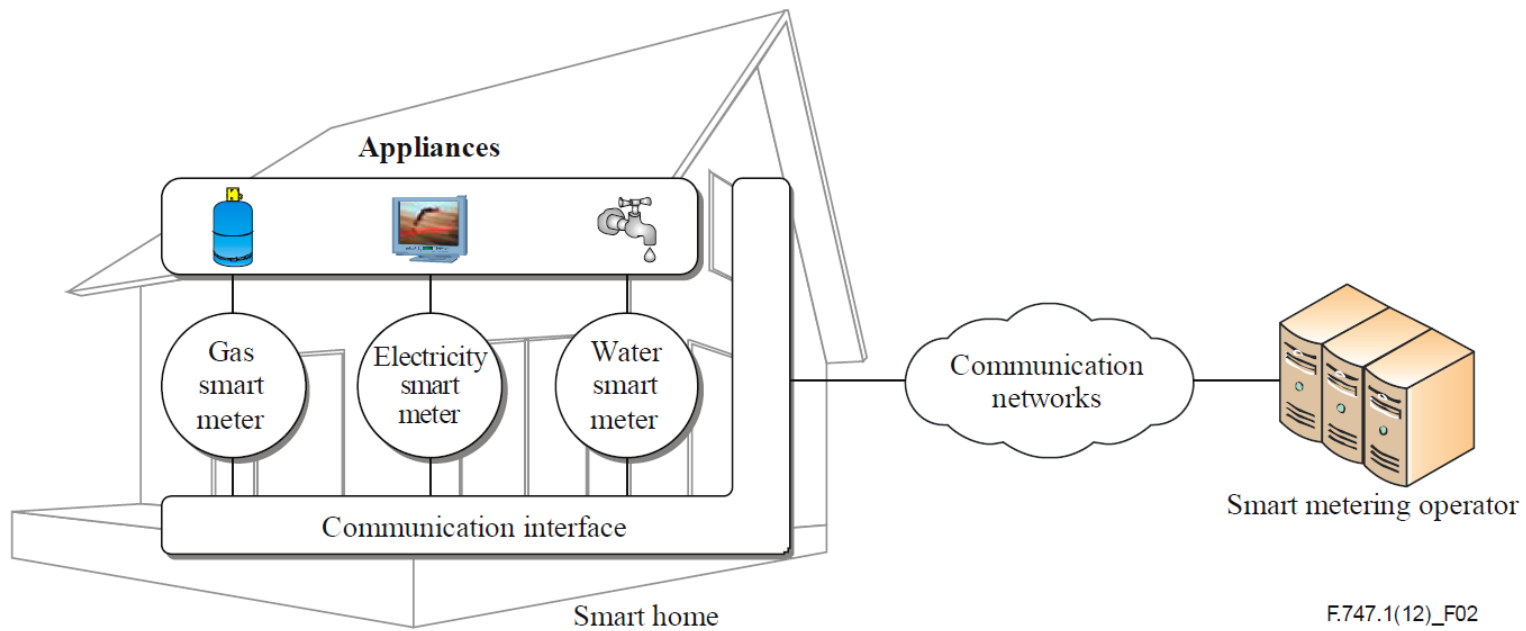 Appliances
Gas
smart
meter
Electricity
smart
meter
Water
smart
meter
Communication
networks
Communication interface
Smart metering operator
Smart home
F.747.1(12)_F02